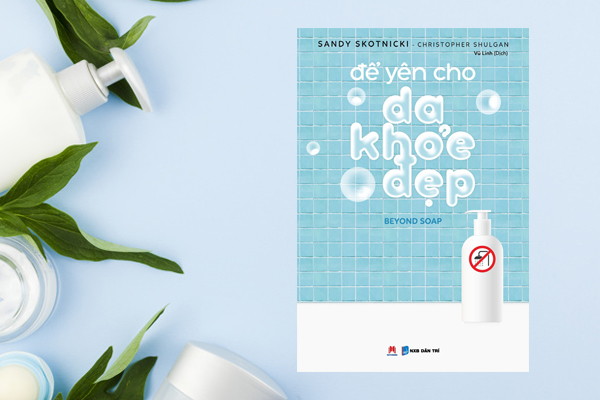 SANDY SKOTNICKI - CHRISTOPHER SHULGAN
Vũ Linh (Dịch)
để yên cho
da
khỏe
đẹp
BEYOND SOAP
NXB DÂN TRÍ